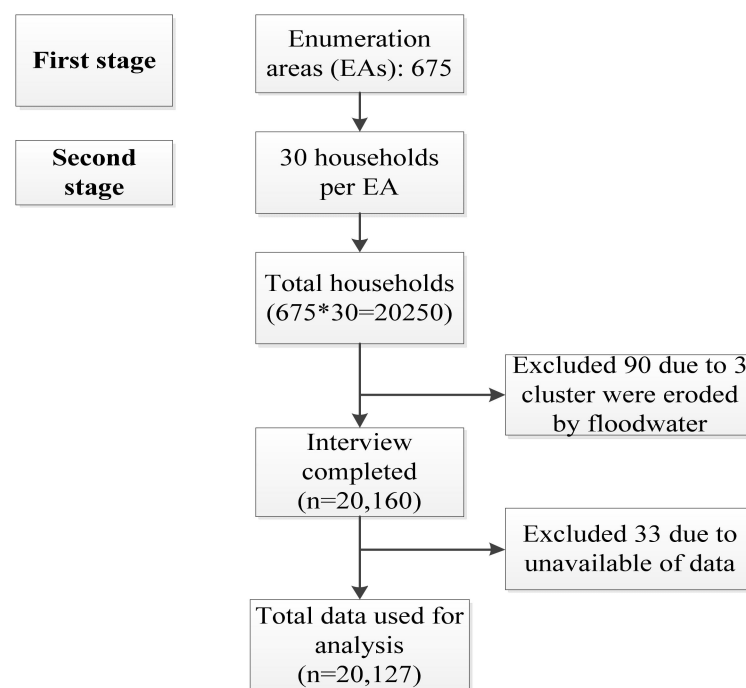 First stage
Enumeration
areas (EAs): 675
Second
stage
30 households
per EA
Total households
(675*30=20250)
Excluded 90 due to 3
cluster were eroded
by floodwater
Interview
completed
(n=20,160)
Excluded 33 due to
unavailable of data
Total data used for
analysis
(n=20,127)